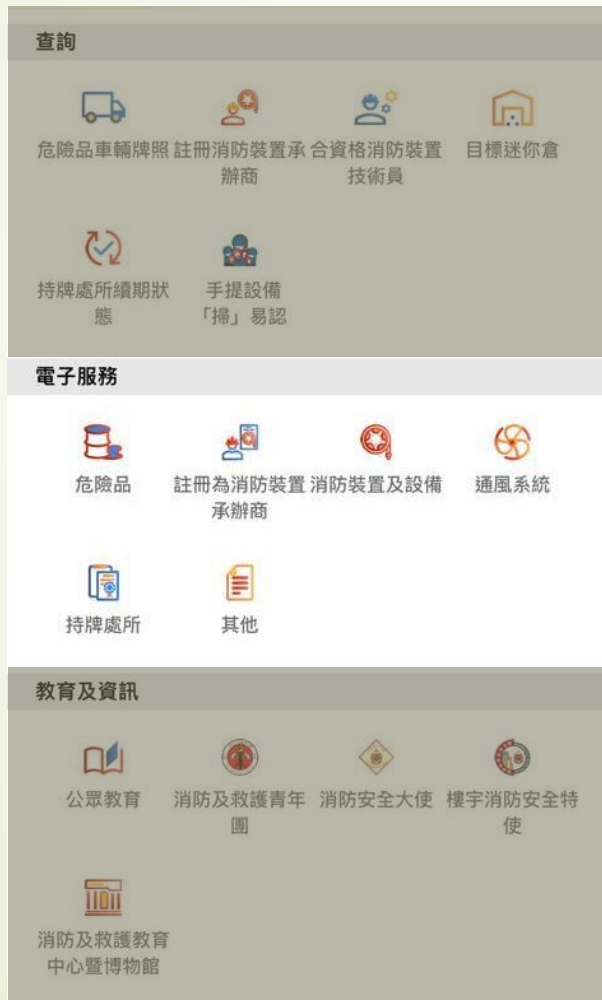 查詢
危險品車輛牌照 註冊消防裝置承 合資格消防裝置 目標迷你倉
辦商 技術員
持牌處所續期狀 手提設備
態 「掃」易認
電子服務
危險品 註冊為消防裝置 消防裝置及設備 通風系統
承辦商
持牌處所 其他
教育及資訊
公眾教育 消防及救護青年 消防安全大使 樓宇消防安全特
團 使
消防及救護教育
中心暨博物館